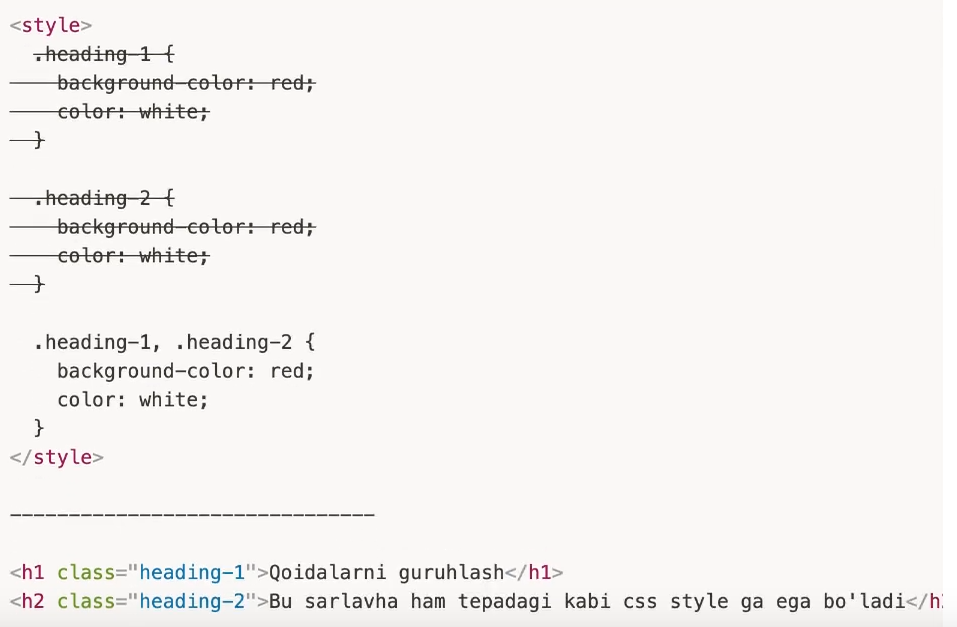 <style>
  .heading-1 {
    background-color: red;
    color: white;
  }

  .heading-2 {
    background-color: red;
    color: white;
  }

  .heading-1, .heading-2 {
    background-color: red;
    color: white;
  }
</style>

-------------------------------

<h1 class="heading-1">Qoidalarni guruhlash</h1>
<h2 class="heading-2">Bu sarlavha ham tepadagi kabi css style ga ega bo'ladi</h